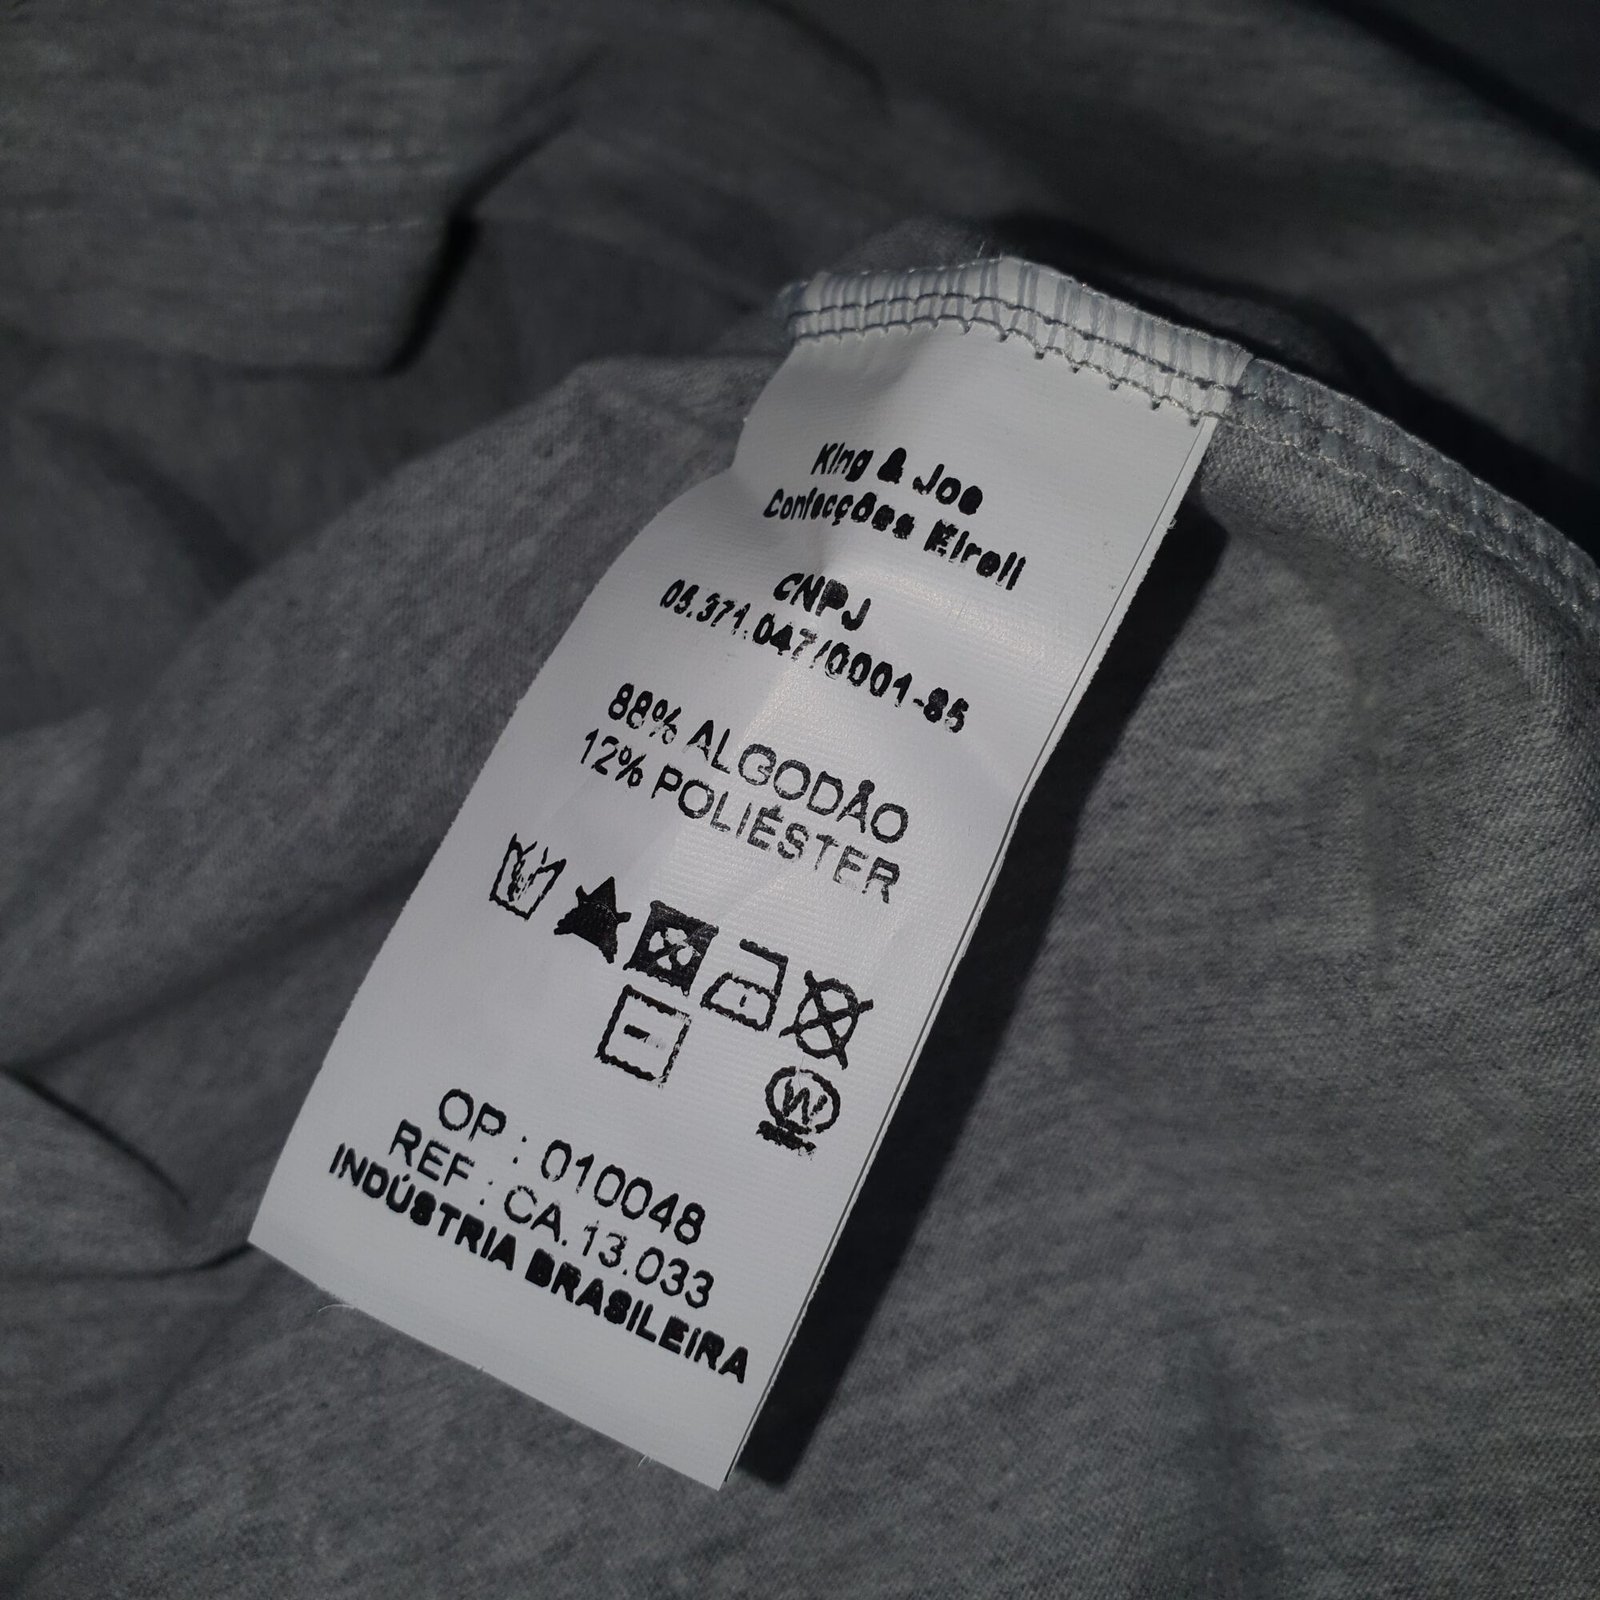 King & Joe
Confecções Eireli
CNPJ
05.371.047/0001-85
88% ALGODÃO
12% POLIÉSTER
W
OP : 010048
REF : CA.13.033
INDÚSTRIA BRASILEIRA